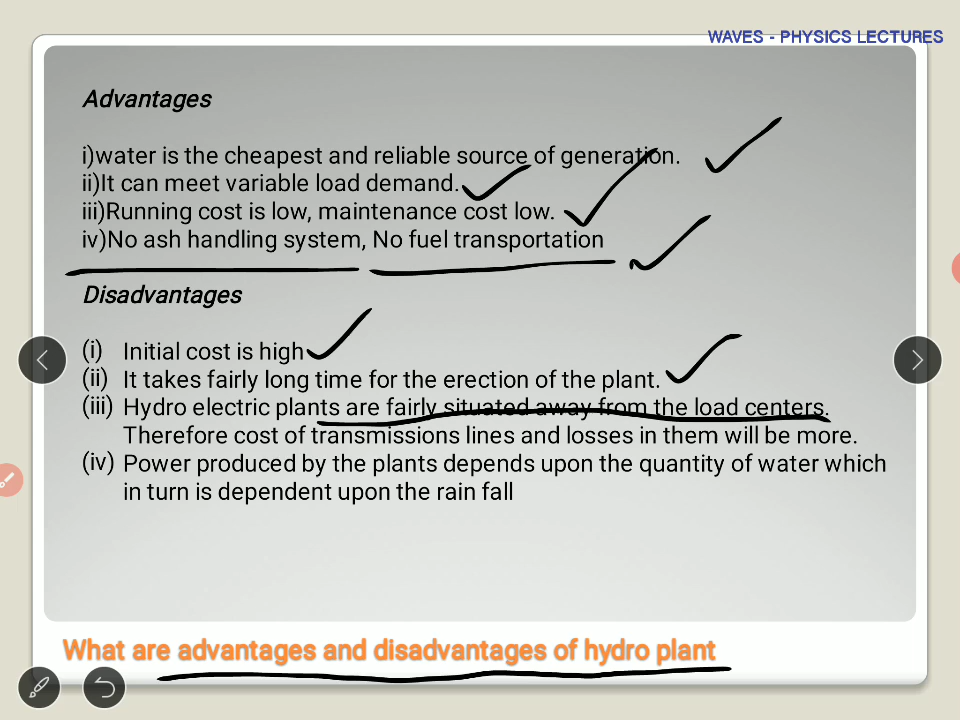 WAVES - PHYSICS LECTURES
Advantages
i)water is the cheapest and reliable source of generation.
ii)It can meet variable load demand.
iii)Running cost is low, maintenance cost low.
iv)No ash handling system, No fuel transportation
Disadvantages
(i) Initial cost is high
(ii) It takes fairly long time for the erection of the plant.
(iii) Hydro electric plants are fairly situated away from the load centers.
Therefore cost of transmissions lines and losses in them will be more.
(iv) Power produced by the plants depends upon the quantity of water which
in turn is dependent upon the rain fall
What are advantages and disadvantages of hydro plant